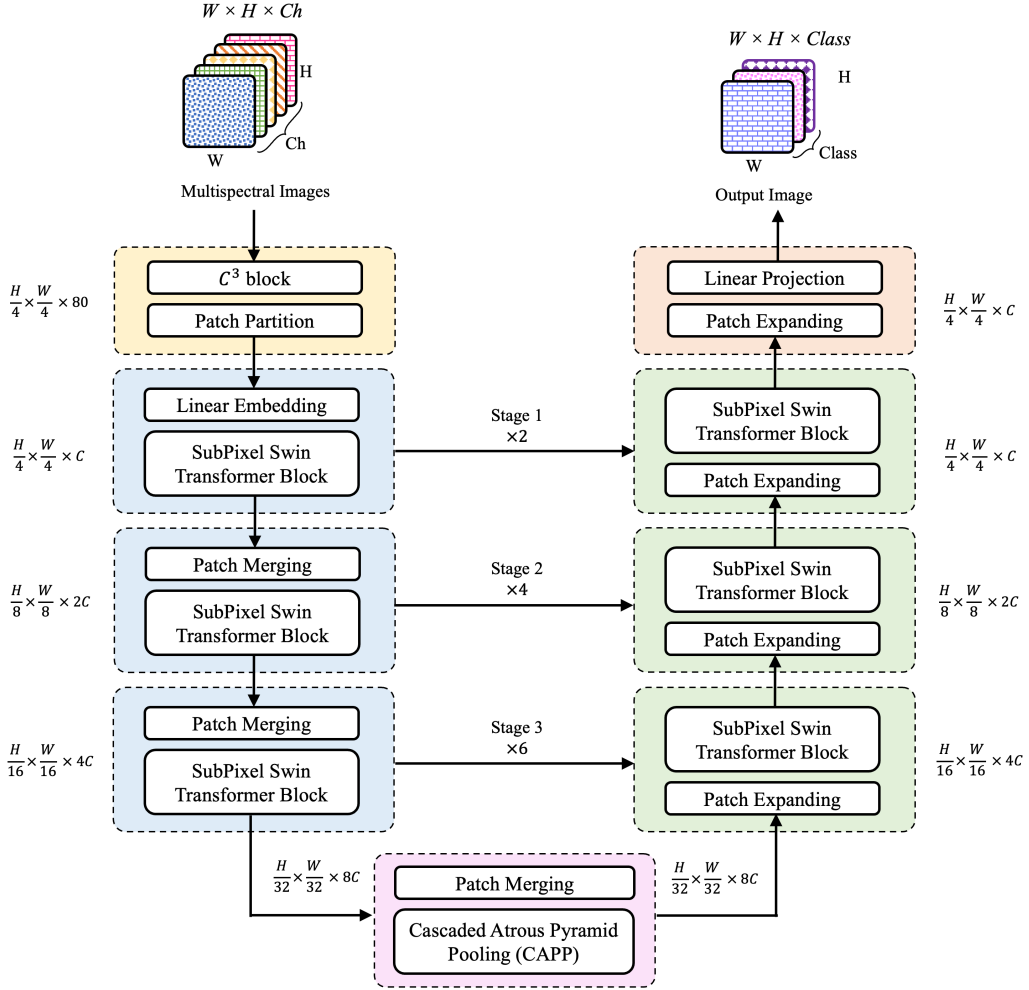 W × H × Ch
H
Ch
W
Multispectral Images
W × H × Class
H
Class
W
Output Image
H/4 × W/4 × 80
C³ block
Patch Partition
Linear Projection
Patch Expanding
H/4 × W/4 × C
H/4 × W/4 × C
Linear Embedding
SubPixel Swin
Transformer Block
Stage 1
×2
SubPixel Swin
Transformer Block
Patch Expanding
H/4 × W/4 × C
H/8 × W/8 × 2C
Patch Merging
SubPixel Swin
Transformer Block
Stage 2
×4
SubPixel Swin
Transformer Block
Patch Expanding
H/8 × W/8 × 2C
H/16 × W/16 × 4C
Patch Merging
SubPixel Swin
Transformer Block
Stage 3
×6
SubPixel Swin
Transformer Block
Patch Expanding
H/16 × W/16 × 4C
H/32 × W/32 × 8C
Patch Merging
Cascaded Atrous Pyramid
Pooling (CAPP)
H/32 × W/32 × 8C